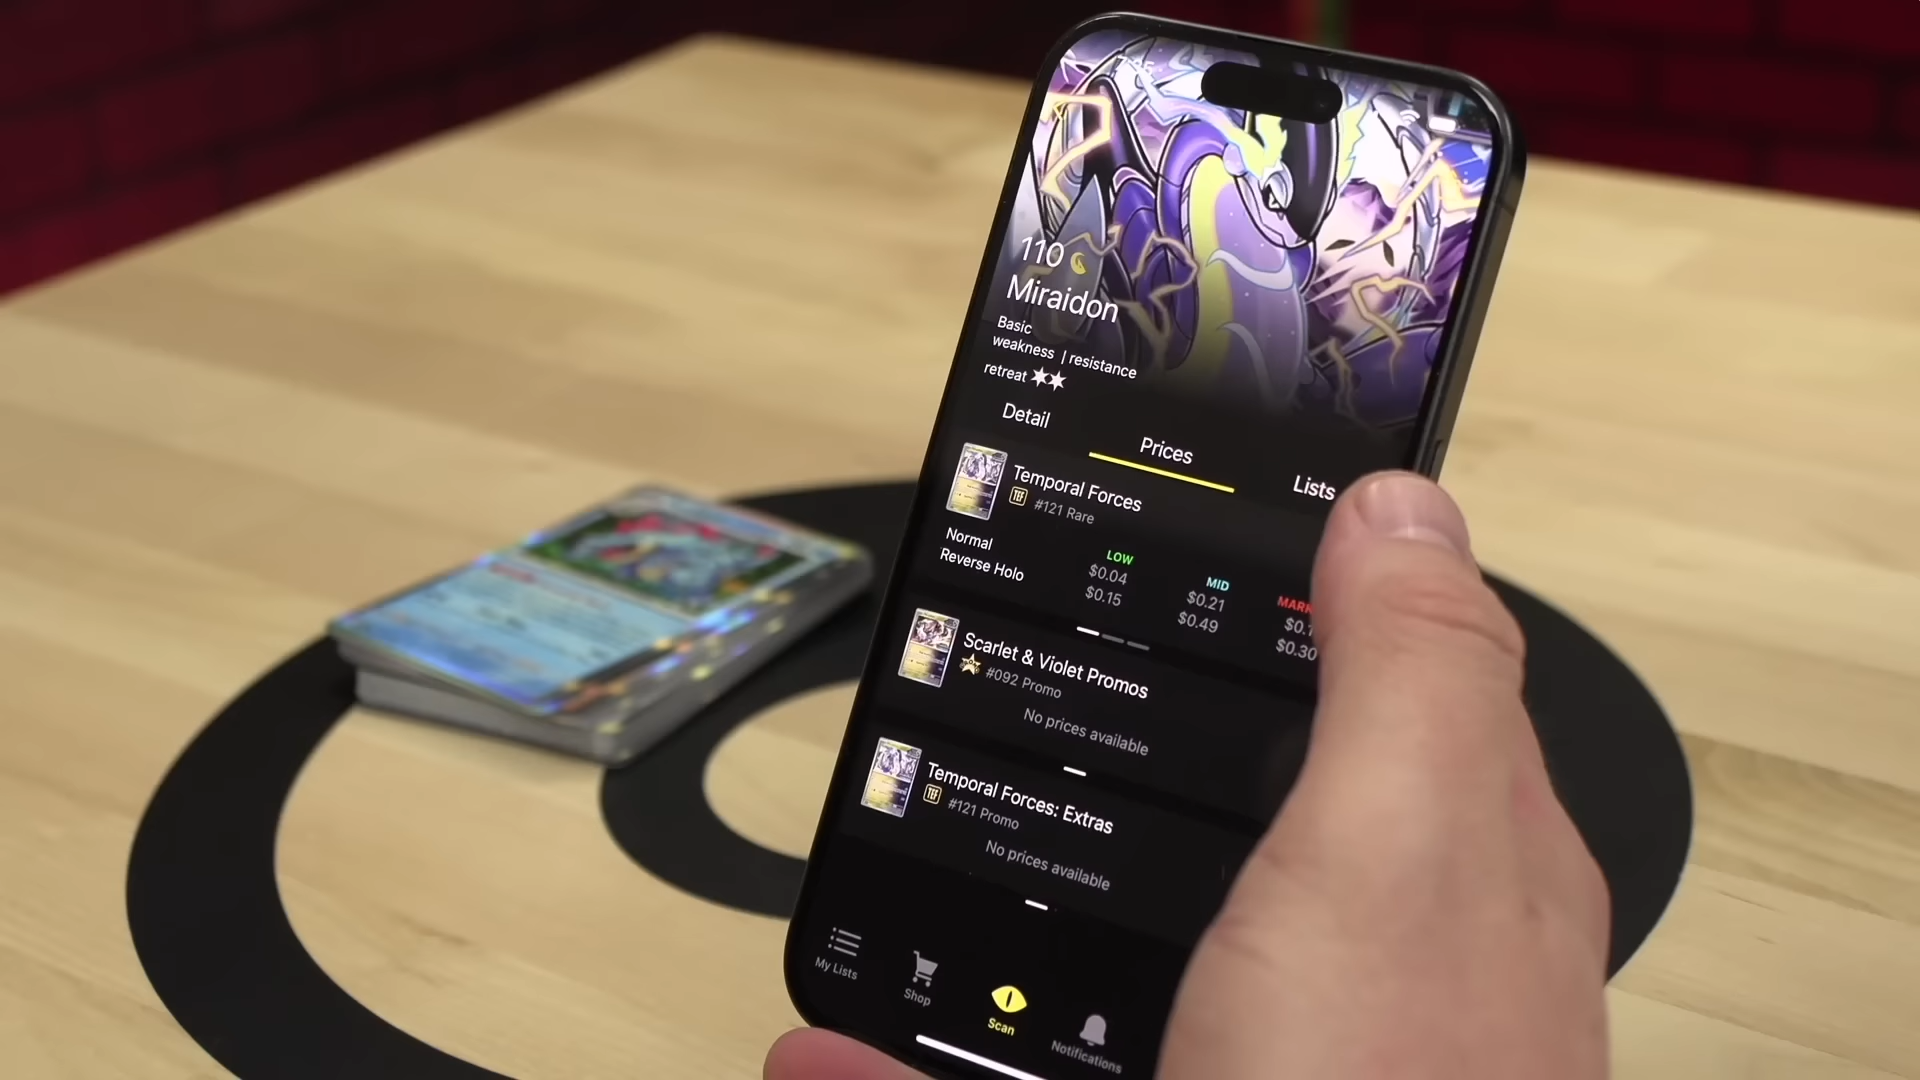 110
Miraidon
Basic
weakness | resistance
retreat
Detail
Prices
Lists
Temporal Forces
TEF #121 Rare
LOW
MID
Normal
$0.04
$0.21
Reverse Holo
$0.15
$0.49
$0.30
Scarlet & Violet Promos
#092 Promo
No prices available
Temporal Forces: Extras
TEF #121 Promo
No prices available
My Lists
Shop
Scan
Notifications